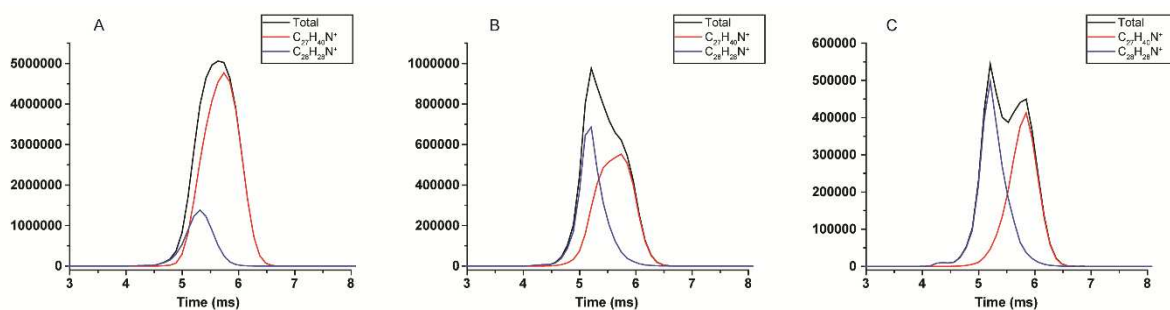 A
Total
C₂₇H₄₀N⁺
C₂₈H₂₈N⁺
5000000
4000000
3000000
2000000
1000000
0
3 4 5 6 7 8
Time (ms)
B
Total
C₂₇H₄₀N⁺
C₂₈H₂₈N⁺
1000000
800000
600000
400000
200000
0
3 4 5 6 7 8
Time (ms)
C
Total
C₂₇H₄₀N⁺
C₂₈H₂₈N⁺
600000
500000
400000
300000
200000
100000
0
3 4 5 6 7 8
Time (ms)